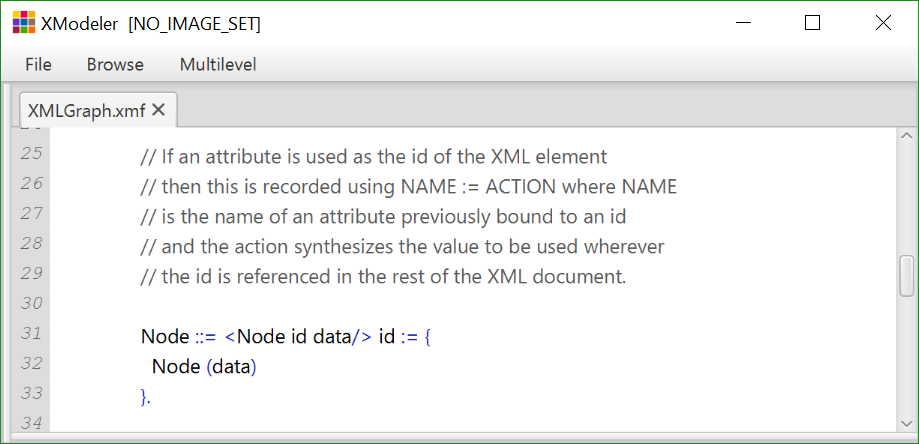 XModeler [NO_IMAGE_SET]
File Browse Multilevel
XMLGraph.xmf
25 // If an attribute is used as the id of the XML element
26 // then this is recorded using NAME := ACTION where NAME
27 // is the name of an attribute previously bound to an id
28 // and the action synthesizes the value to be used wherever
29 // the id is referenced in the rest of the XML document.
30
31 Node ::= <Node id data/> id := {
32 Node (data)
33 }.
34